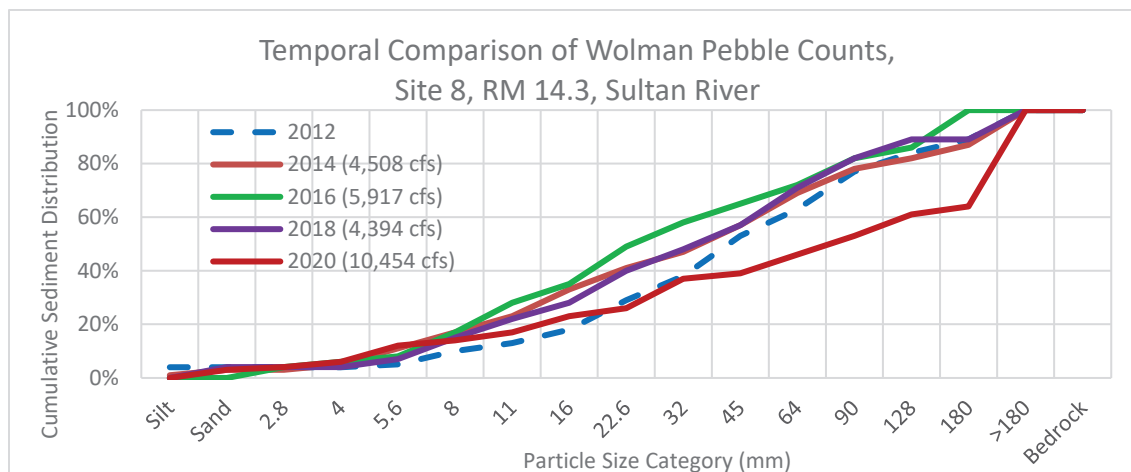 Temporal Comparison of Wolman Pebble Counts,
Site 8, RM 14.3, Sultan River
Cumulative Sediment Distribution
100%
80%
60%
40%
20%
0%
2012
2014 (4,508 cfs)
2016 (5,917 cfs)
2018 (4,394 cfs)
2020 (10,454 cfs)
Silt
Sand
2.8
4
5.6
8
11
16
22.6
32
45
64
90
128
180
>180
Bedrock
Particle Size Category (mm)